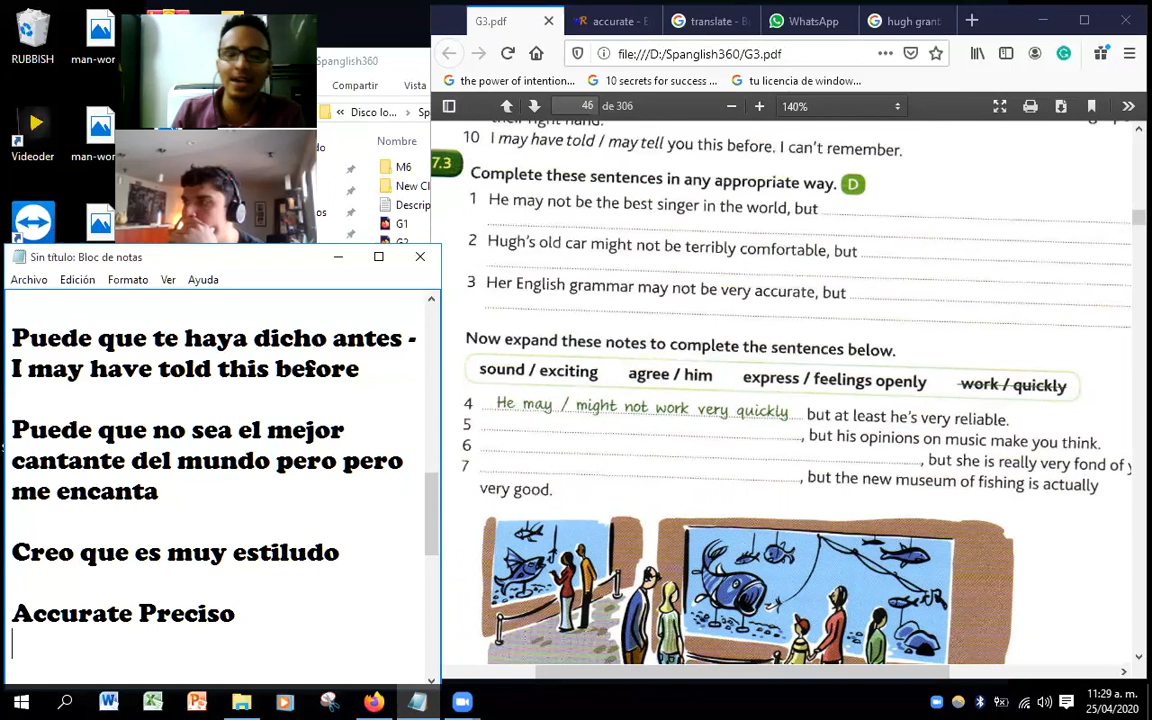 RUBBISH
man-wor
Videoder
man-wor
Spanglish360
Compartir Vista
« Disco lo... › Sp
Nombre
M6
New Cl
Descrip
G1
G2
Sin título: Bloc de notas
Archivo Edición Formato Ver Ayuda
Puede que te haya dicho antes -
I may have told this before
Puede que no sea el mejor
cantante del mundo pero pero
me encanta
Creo que es muy estiludo
Accurate Preciso
G3.pdf
accurate - E
translate - B
WhatsApp
hugh grant
file:///D:/Spanglish360/G3.pdf
the power of intention...
10 secrets for success ...
tu licencia de window...
46 de 306
140%
their right hand.
10 I may have told / may tell you this before. I can't remember.
7.3 Complete these sentences in any appropriate way. D
1 He may not be the best singer in the world, but
2 Hugh's old car might not be terribly comfortable, but
3 Her English grammar may not be very accurate, but
Now expand these notes to complete the sentences below.
sound / exciting agree / him express / feelings openly work / quickly
4 He may / might not work very quickly but at least he's very reliable.
5 , but his opinions on music make you think.
6 , but she is really very fond of y
7 , but the new museum of fishing is actually
very good.
11:29 a. m.
25/04/2020